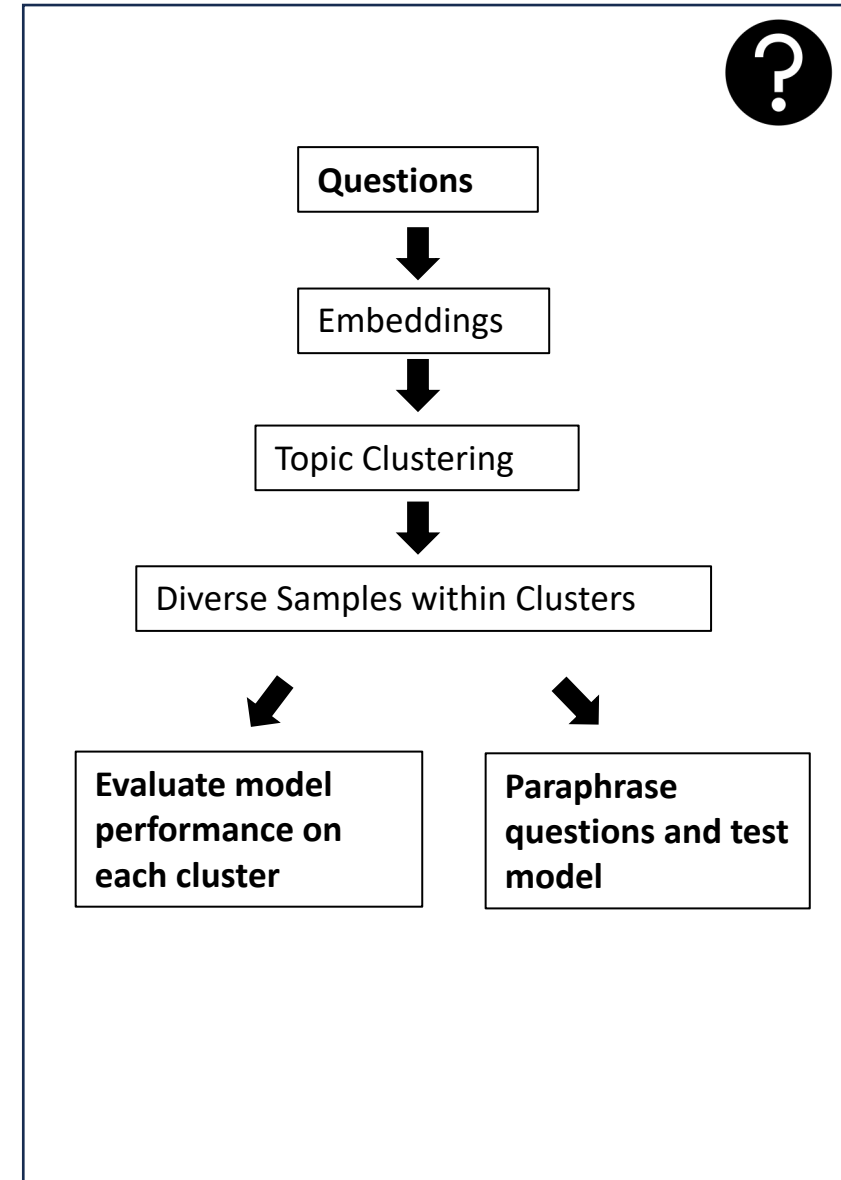 ?
Questions
Embeddings
Topic Clustering
Diverse Samples within Clusters
Evaluate model
performance on
each cluster
Paraphrase
questions and test
model